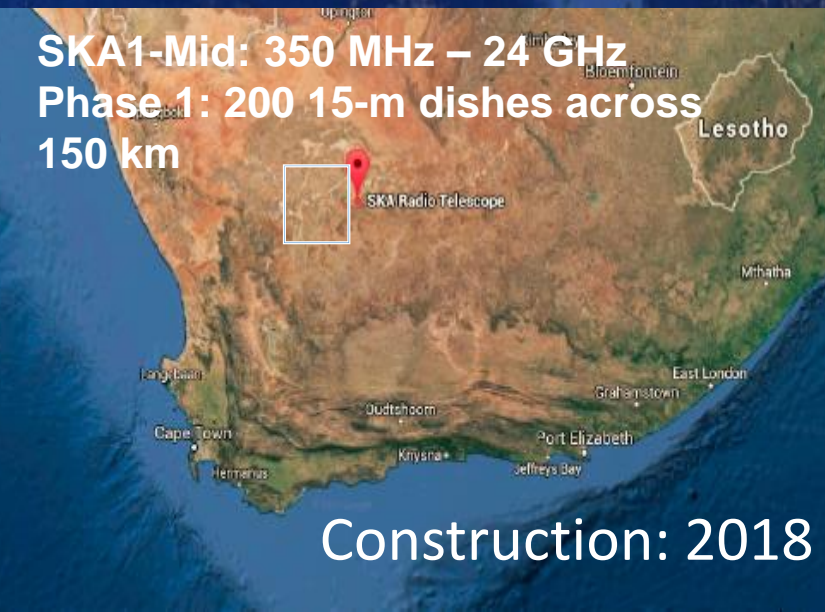 Upington
SKA1-Mid: 350 MHz – 24 GHz
Bloemfontein
Phase 1: 200 15-m dishes across
Lesotho
150 km
SKA Radio Telescope
Mthatha
Langebaan
East London
Grahamstown
Oudtshoorn
Cape Town
Port Elizabeth
Knysna
Jeffreys Bay
Hermanus
Construction: 2018